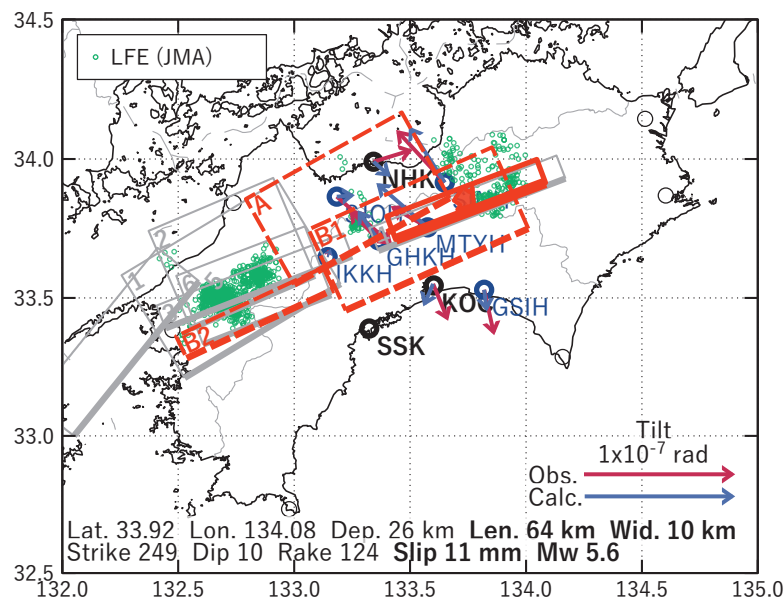 34.5
LFE (JMA)
34.0
NHK
A
B1
2
GHKH
MTYH
1
IKKH
33.5
KOC
GSIH
B2
SSK
33.0
Tilt
1x10⁻⁷ rad
Obs.
Calc.
Lat. 33.92 Lon. 134.08 Dep. 26 km Len. 64 km Wid. 10 km
Strike 249 Dip 10 Rake 124 Slip 11 mm Mw 5.6
32.5
132.0 132.5 133.0 133.5 134.0 134.5 135.0